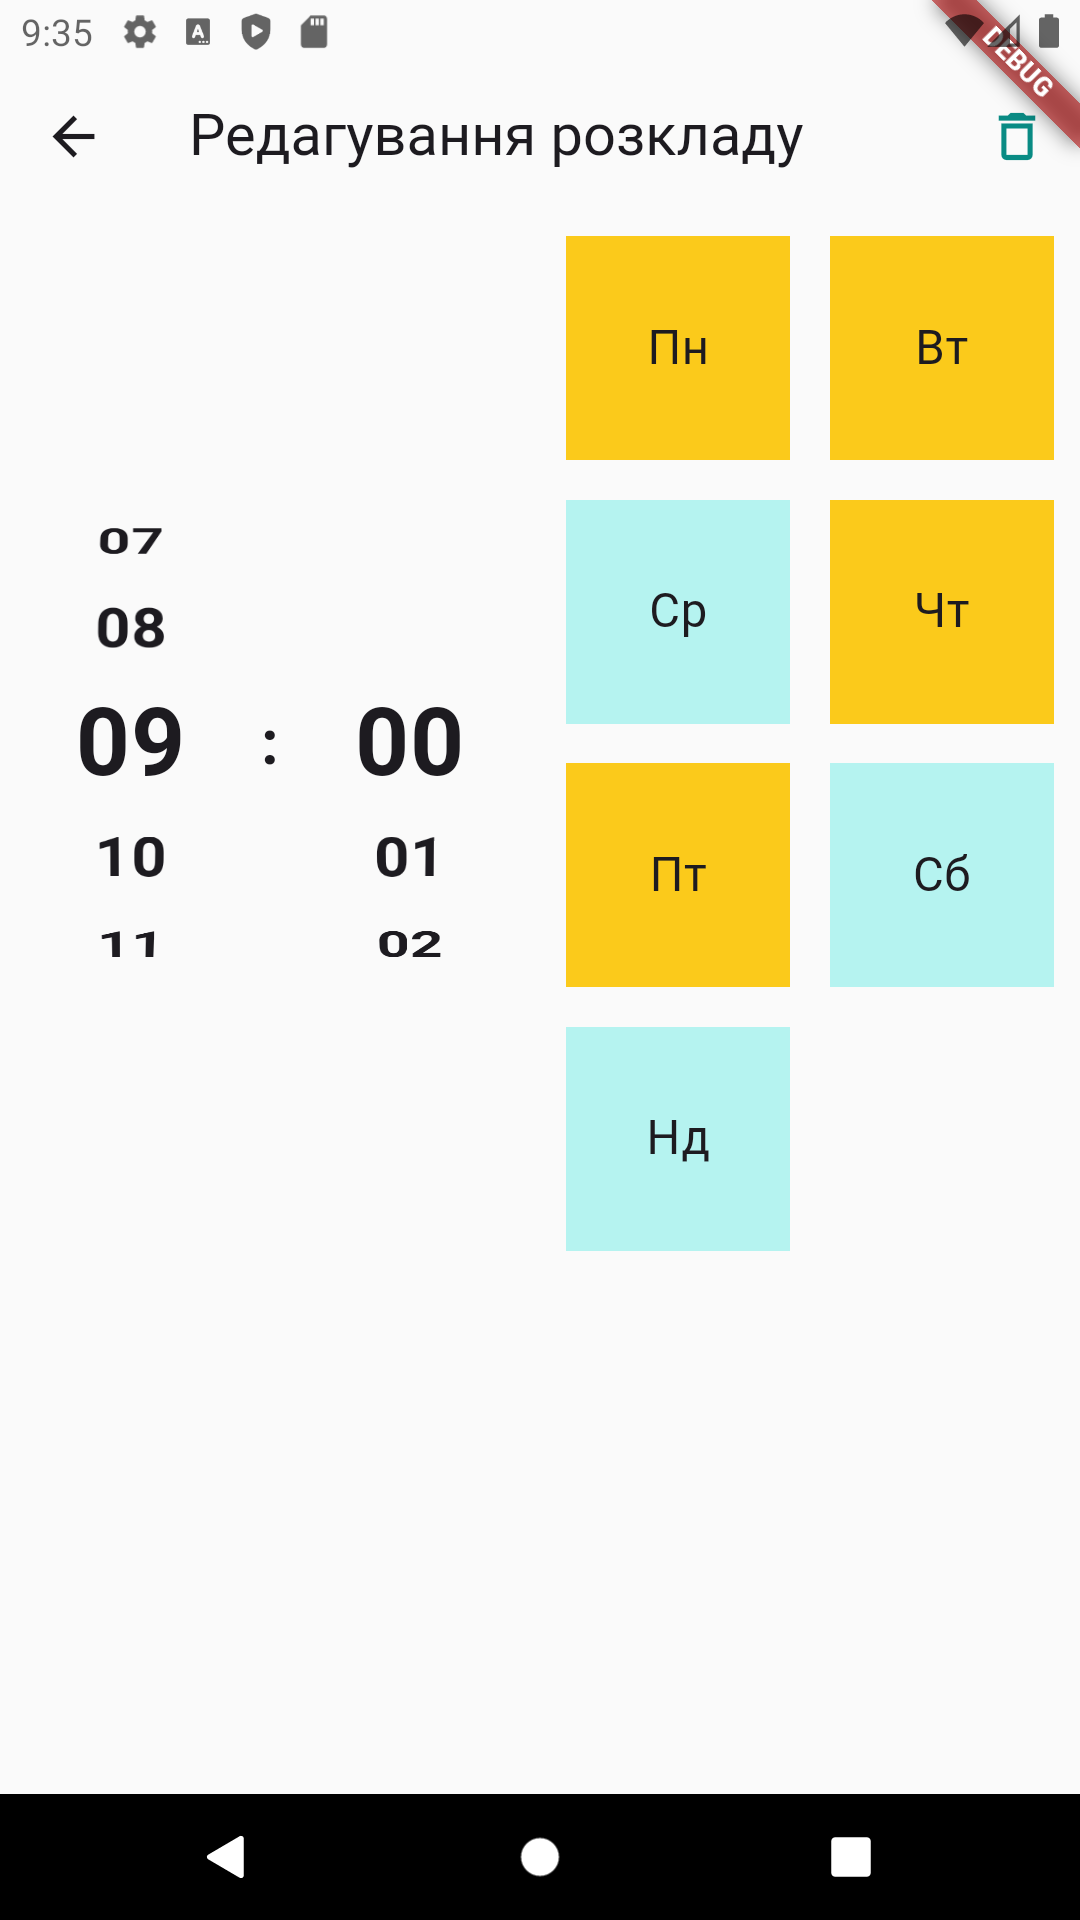 9:35
DEBUG
Редагування розкладу
Пн Вт
07
08
Ср Чт
09 : 00
10 01
Пт Сб
11 02
Нд